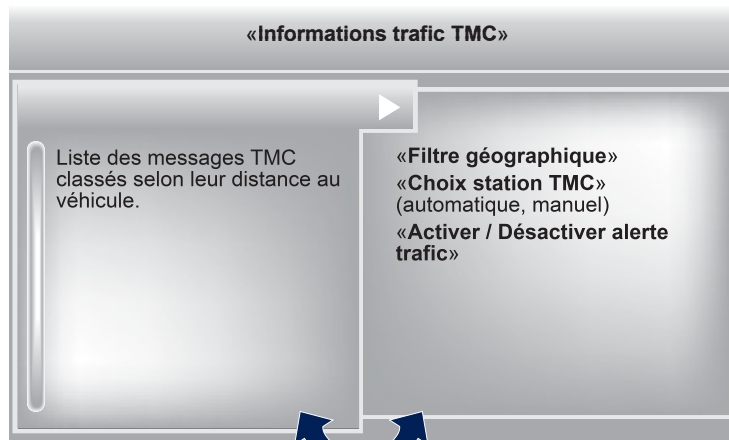 «Informations trafic TMC»
Liste des messages TMC
classés selon leur distance au
véhicule.
«Filtre géographique»
«Choix station TMC»
(automatique, manuel)
«Activer / Désactiver alerte
trafic»